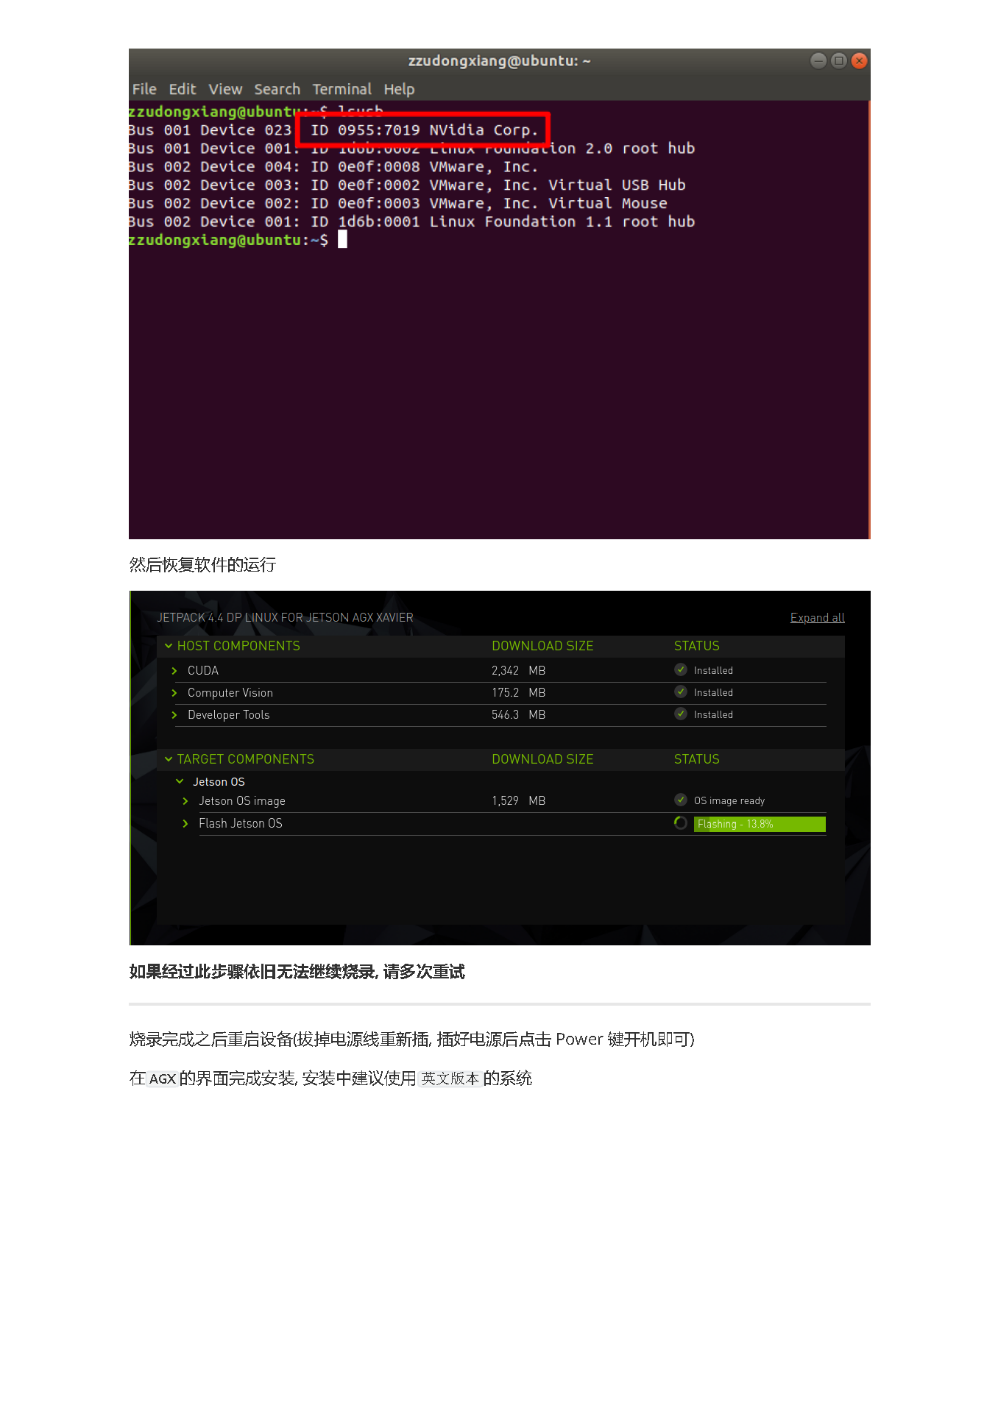 zzudongxiang@ubuntu: ~
File Edit View Search Terminal Help
zzudongxiang@ubuntu:~$ lsusb
Bus 001 Device 023: ID 0955:7019 NVidia Corp.
Bus 001 Device 001: ID 1d6b:0002 Linux Foundation 2.0 root hub
Bus 002 Device 004: ID 0e0f:0008 VMware, Inc.
Bus 002 Device 003: ID 0e0f:0002 VMware, Inc. Virtual USB Hub
Bus 002 Device 002: ID 0e0f:0003 VMware, Inc. Virtual Mouse
Bus 002 Device 001: ID 1d6b:0001 Linux Foundation 1.1 root hub
zzudongxiang@ubuntu:~$
然后恢复软件的运行
JETPACK 4.4 DP LINUX FOR JETSON AGX XAVIER Expand all
HOST COMPONENTS DOWNLOAD SIZE STATUS
CUDA 2,342 MB Installed
Computer Vision 175.2 MB Installed
Developer Tools 546.3 MB Installed
TARGET COMPONENTS DOWNLOAD SIZE STATUS
Jetson OS
Jetson OS image 1,529 MB OS image ready
Flash Jetson OS Flashing - 13.8%
如果经过此步骤依旧无法继续烧录, 请多次重试
烧录完成之后重启设备(拔掉电源线重新插, 插好电源后点击 Power 键开机即可)
在 AGX 的界面完成安装, 安装中建议使用 英文版本 的系统